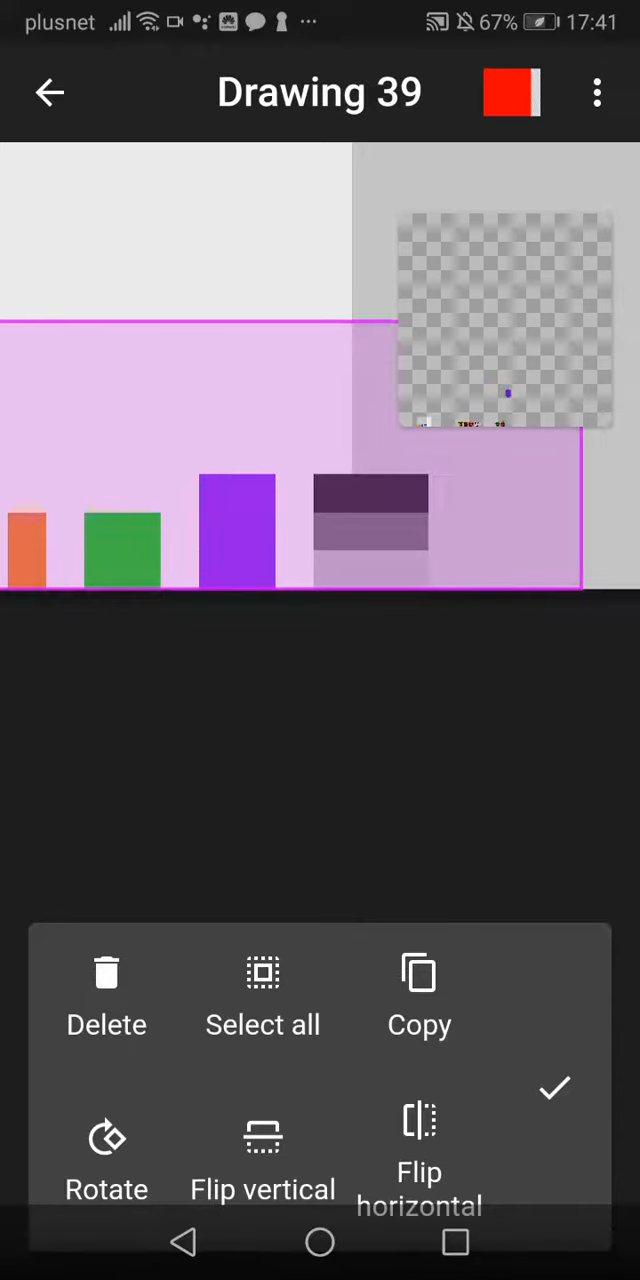 plusnet 67% 17:41
Drawing 39
Delete Select all Copy
Rotate Flip vertical Flip horizontal